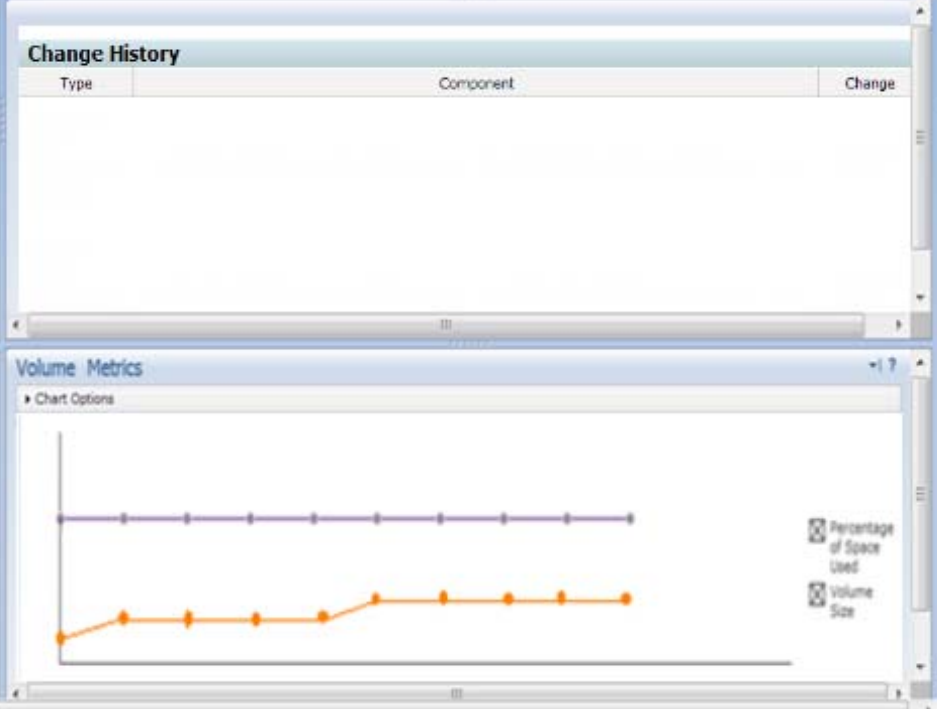 Change History
Type Component Change
Volume Metrics ?
Chart Options
Percentage
of Space
Used
Volume
Size